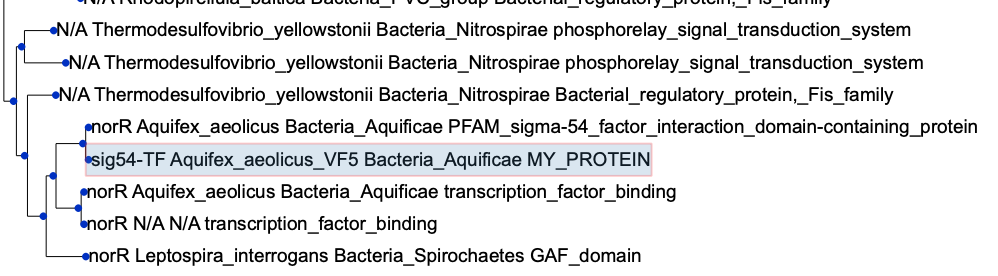 N/A Rhodopirellula_baltica Bacteria_PVC_group Bacterial_regulatory_protein,_Fis_family
N/A Thermodesulfovibrio_yellowstonii Bacteria_Nitrospirae phosphorelay_signal_transduction_system
N/A Thermodesulfovibrio_yellowstonii Bacteria_Nitrospirae phosphorelay_signal_transduction_system
N/A Thermodesulfovibrio_yellowstonii Bacteria_Nitrospirae Bacterial_regulatory_protein,_Fis_family
norR Aquifex_aeolicus Bacteria_Aquificae PFAM_sigma-54_factor_interaction_domain-containing_protein
sig54-TF Aquifex_aeolicus_VF5 Bacteria_Aquificae MY_PROTEIN
norR Aquifex_aeolicus Bacteria_Aquificae transcription_factor_binding
norR N/A N/A transcription_factor_binding
norR Leptospira_interrogans Bacteria_Spirochaetes GAF_domain